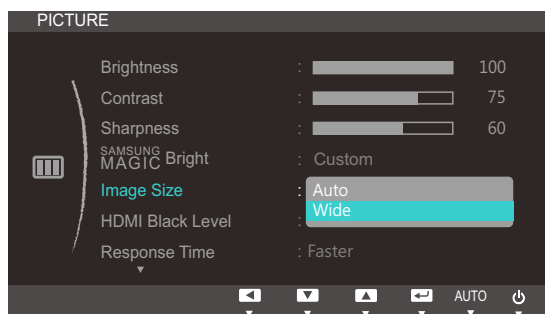 PICTURE
Brightness : 100
Contrast : 75
Sharpness : 60
SAMSUNG MAGIC Bright : Custom
Image Size : Auto
Wide
HDMI Black Level :
Response Time : Faster
AUTO